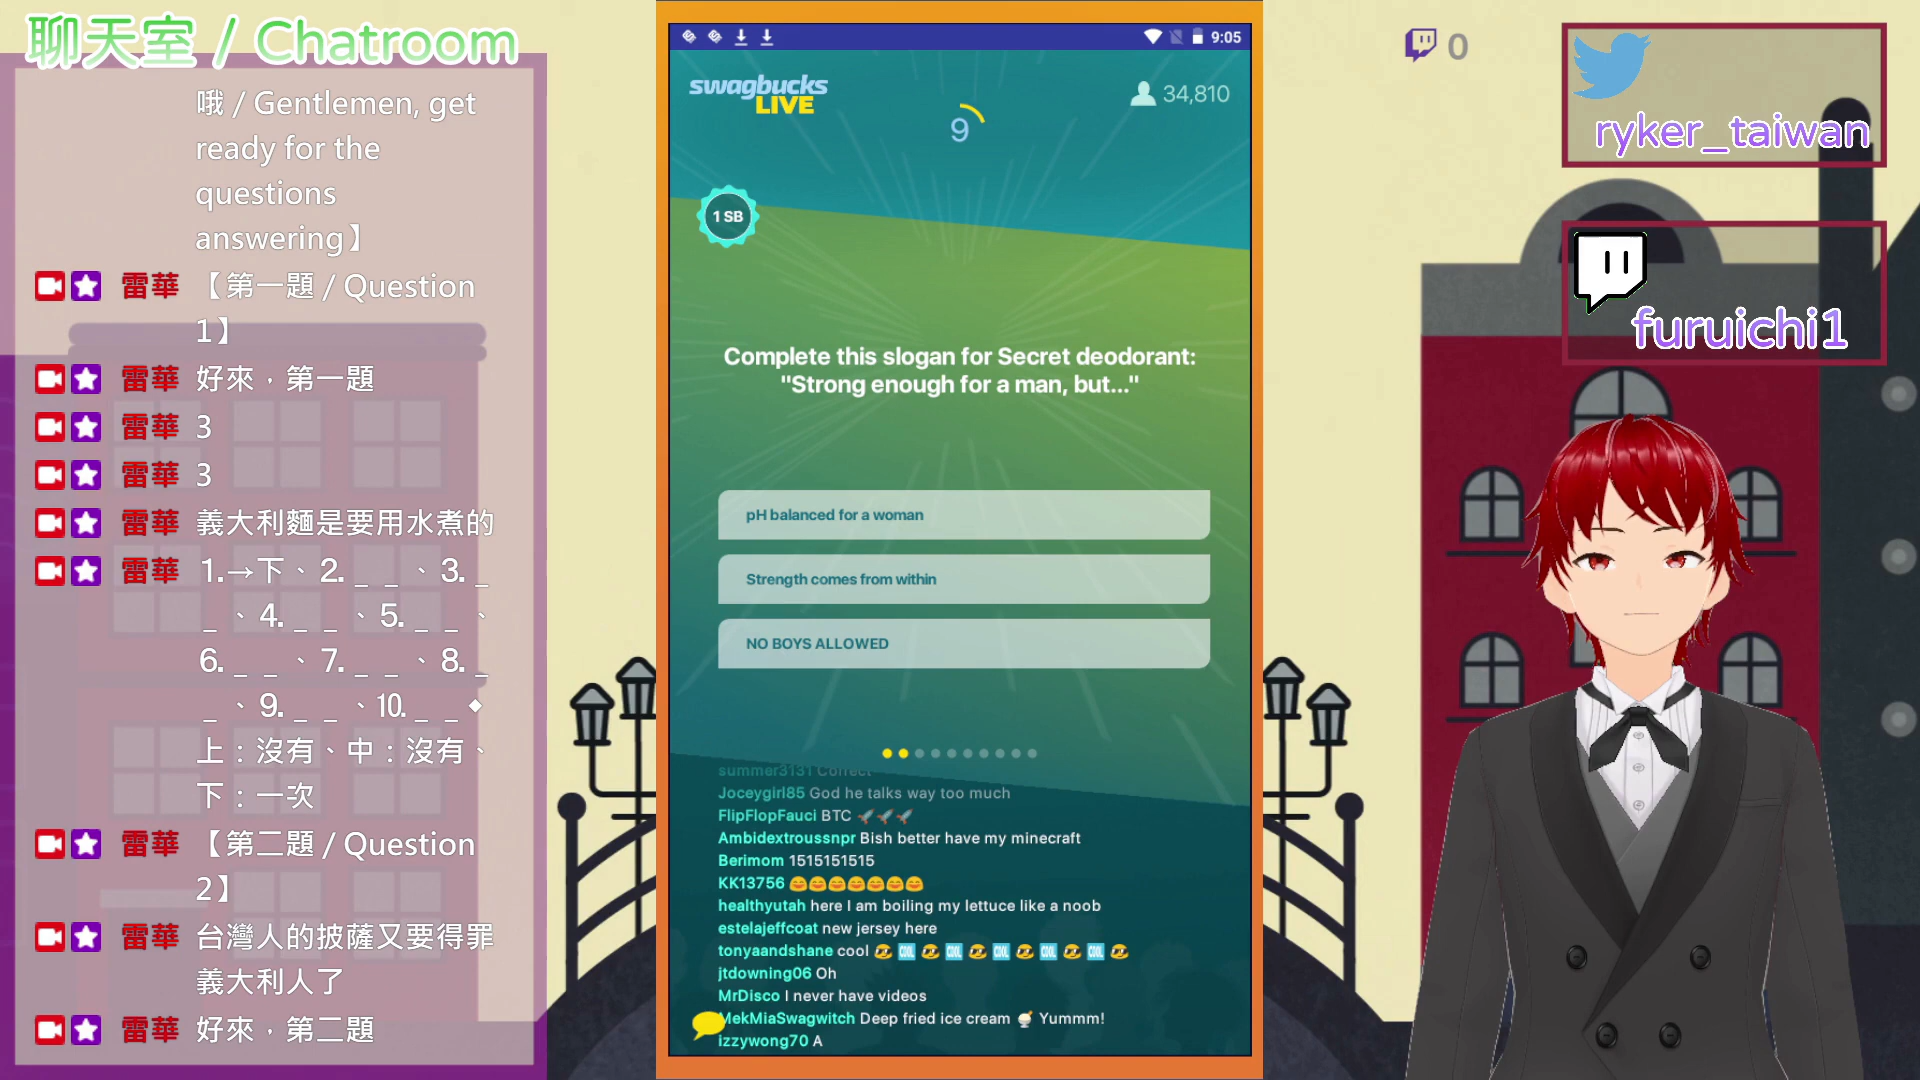 聊天室 / Chatroom
哦 / Gentlemen, get
ready for the
questions
answering】
雷華 【第一題 / Question
1】
雷華 好來，第一題
雷華 3
雷華 3
雷華 義大利麵是要用水煮的
雷華 1.→下、2. _ _ 、3. _
_ 、4. _ _ 、5. _ _ 、
6. _ _ 、7. _ _ 、8. _
_ 、9. _ _ 、10. _ _ ◆
上：沒有、中：沒有、
下：一次
雷華 【第二題 / Question
2】
雷華 台灣人的披薩又要得罪
義大利人了
雷華 好來，第二題
9:05
swagbucks
LIVE
34,810
9
1 SB
Complete this slogan for Secret deodorant:
"Strong enough for a man, but..."
pH balanced for a woman
Strength comes from within
NO BOYS ALLOWED
summer3131 Correct
Joceygirl85 God he talks way too much
FlipFlopFauci BTC 🚀🚀🚀
Ambidextroussnpr Bish better have my minecraft
Berimom 1515151515
KK13756 😄😄😄😄😄😄😄
healthyutah here I am boiling my lettuce like a noob
estelajeffcoat new jersey here
tonyaandshane cool 🆒 🆒 🆒 🆒 🆒
jtdowning06 Oh
MrDisco I never have videos
MekMiaSwagwitch Deep fried ice cream 🍨 Yummm!
izzywong70 A
0
ryker_taiwan
furuichi1